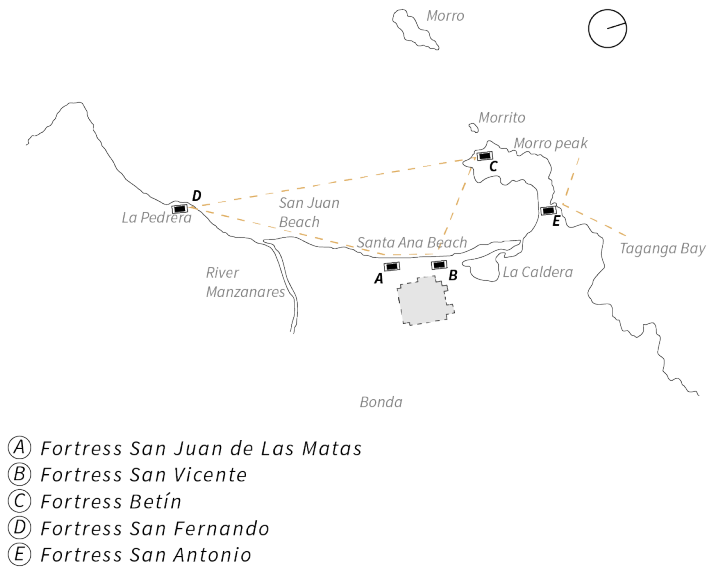 Morro
Morrito
Morro peak
C
D
La Pedrera
San Juan
Beach
E
Santa Ana Beach
Taganga Bay
River
Manzanares
A
B
La Caldera
Bonda
A Fortress San Juan de Las Matas
B Fortress San Vicente
C Fortress Betín
D Fortress San Fernando
E Fortress San Antonio